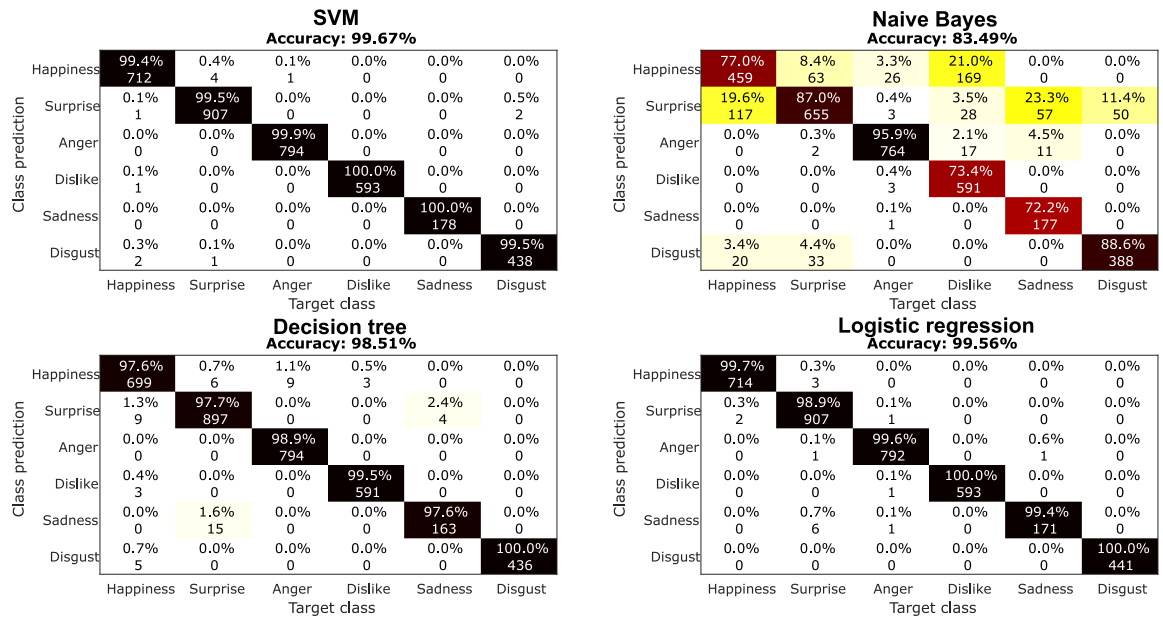 SVM
Accuracy: 99.67%
Happiness 99.4% 0.4% 0.1% 0.0% 0.0% 0.0%
712 4 1 0 0 0
Surprise 0.1% 99.5% 0.0% 0.0% 0.0% 0.5%
1 907 0 0 0 2
Anger 0.0% 0.0% 99.9% 0.0% 0.0% 0.0%
0 0 794 0 0 0
Dislike 0.1% 0.0% 0.0% 100.0% 0.0% 0.0%
1 0 0 593 0 0
Sadness 0.0% 0.0% 0.0% 0.0% 100.0% 0.0%
0 0 0 0 178 0
Disgust 0.3% 0.1% 0.0% 0.0% 0.0% 99.5%
2 1 0 0 0 438
Happiness Surprise Anger Dislike Sadness Disgust
Target class
Class prediction
Naive Bayes
Accuracy: 83.49%
Happiness 77.0% 8.4% 3.3% 21.0% 0.0% 0.0%
459 63 26 169 0 0
Surprise 19.6% 87.0% 0.4% 3.5% 23.3% 11.4%
117 655 3 28 57 50
Anger 0.0% 0.3% 95.9% 2.1% 4.5% 0.0%
0 2 764 17 11 0
Dislike 0.0% 0.0% 0.4% 73.4% 0.0% 0.0%
0 0 3 591 0 0
Sadness 0.0% 0.0% 0.1% 0.0% 72.2% 0.0%
0 0 1 0 177 0
Disgust 3.4% 4.4% 0.0% 0.0% 0.0% 88.6%
20 33 0 0 0 388
Happiness Surprise Anger Dislike Sadness Disgust
Target class
Class prediction
Decision tree
Accuracy: 98.51%
Happiness 97.6% 0.7% 1.1% 0.5% 0.0% 0.0%
699 6 9 3 0 0
Surprise 1.3% 97.7% 0.0% 0.0% 2.4% 0.0%
9 897 0 0 4 0
Anger 0.0% 0.0% 98.9% 0.0% 0.0% 0.0%
0 0 794 0 0 0
Dislike 0.4% 0.0% 0.0% 99.5% 0.0% 0.0%
3 0 0 591 0 0
Sadness 0.0% 1.6% 0.0% 0.0% 97.6% 0.0%
0 15 0 0 163 0
Disgust 0.7% 0.0% 0.0% 0.0% 0.0% 100.0%
5 0 0 0 0 436
Happiness Surprise Anger Dislike Sadness Disgust
Target class
Class prediction
Logistic regression
Accuracy: 99.56%
Happiness 99.7% 0.3% 0.0% 0.0% 0.0% 0.0%
714 3 0 0 0 0
Surprise 0.3% 98.9% 0.1% 0.0% 0.0% 0.0%
2 907 1 0 0 0
Anger 0.0% 0.1% 99.6% 0.0% 0.6% 0.0%
0 1 792 0 1 0
Dislike 0.0% 0.0% 0.1% 100.0% 0.0% 0.0%
0 0 1 593 0 0
Sadness 0.0% 0.7% 0.1% 0.0% 99.4% 0.0%
0 6 1 0 171 0
Disgust 0.0% 0.0% 0.0% 0.0% 0.0% 100.0%
0 0 0 0 0 441
Happiness Surprise Anger Dislike Sadness Disgust
Target class
Class prediction